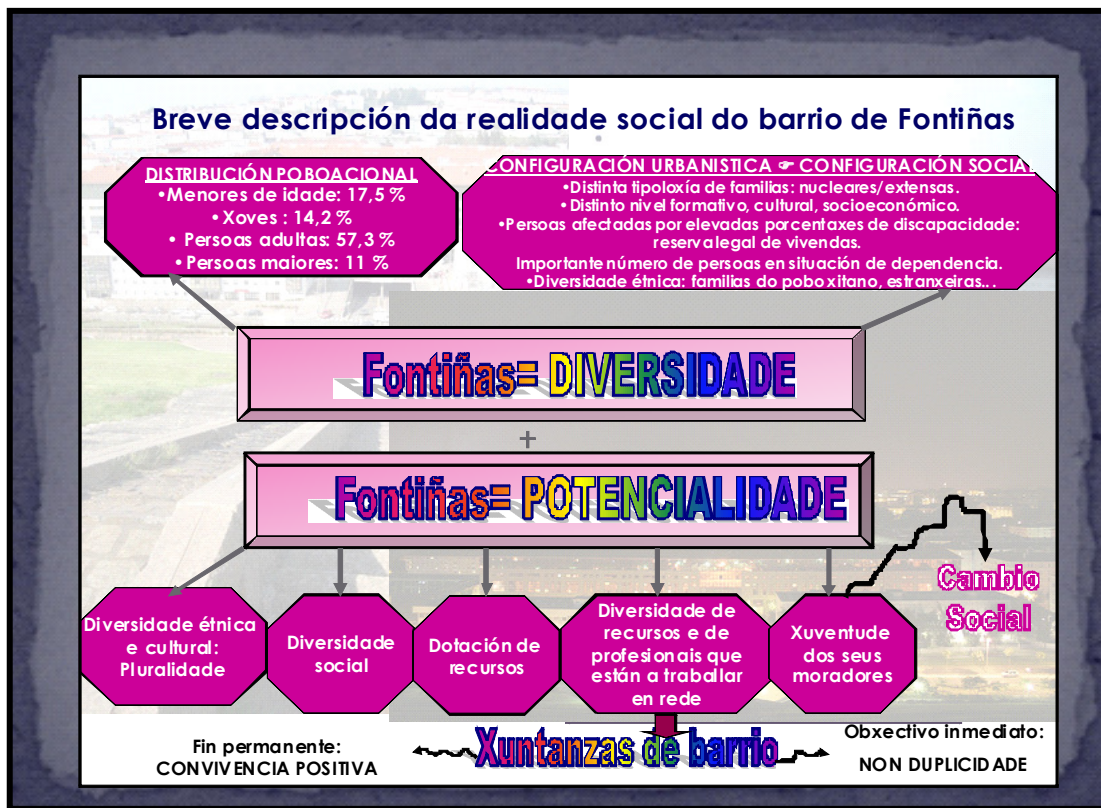 Breve descripción da realidade social do barrio de Fontiñas
DISTRIBUCIÓN POBOACIONAL
•Menores de idade: 17,5 %
•Xoves : 14,2 %
• Persoas adultas: 57,3 %
• Persoas maiores: 11 %
CONFIGURACIÓN URBANISTICA ☞ CONFIGURACIÓN SOCIAL
•Distinta tipoloxía de familias: nucleares/extensas.
•Distinto nivel formativo, cultural, socioeconómico.
•Persoas afectadas por elevadas porcentaxes de discapacidade:
reserva legal de vivendas.
Importante número de persoas en situación de dependencia.
•Diversidade étnica: familias do pobo xitano, estranxeiras...
Fontiñas= DIVERSIDADE
+
Fontiñas= POTENCIALIDADE
Cambio
Social
Diversidade étnica
e cultural:
Pluralidade
Diversidade
social
Dotación de
recursos
Diversidade de
recursos e de
profesionais que
están a traballar
en rede
Xuventude
dos seus
moradores
Fin permanente:
CONVIVENCIA POSITIVA
Xuntanzas de barrio
Obxectivo inmediato:
NON DUPLICIDADE